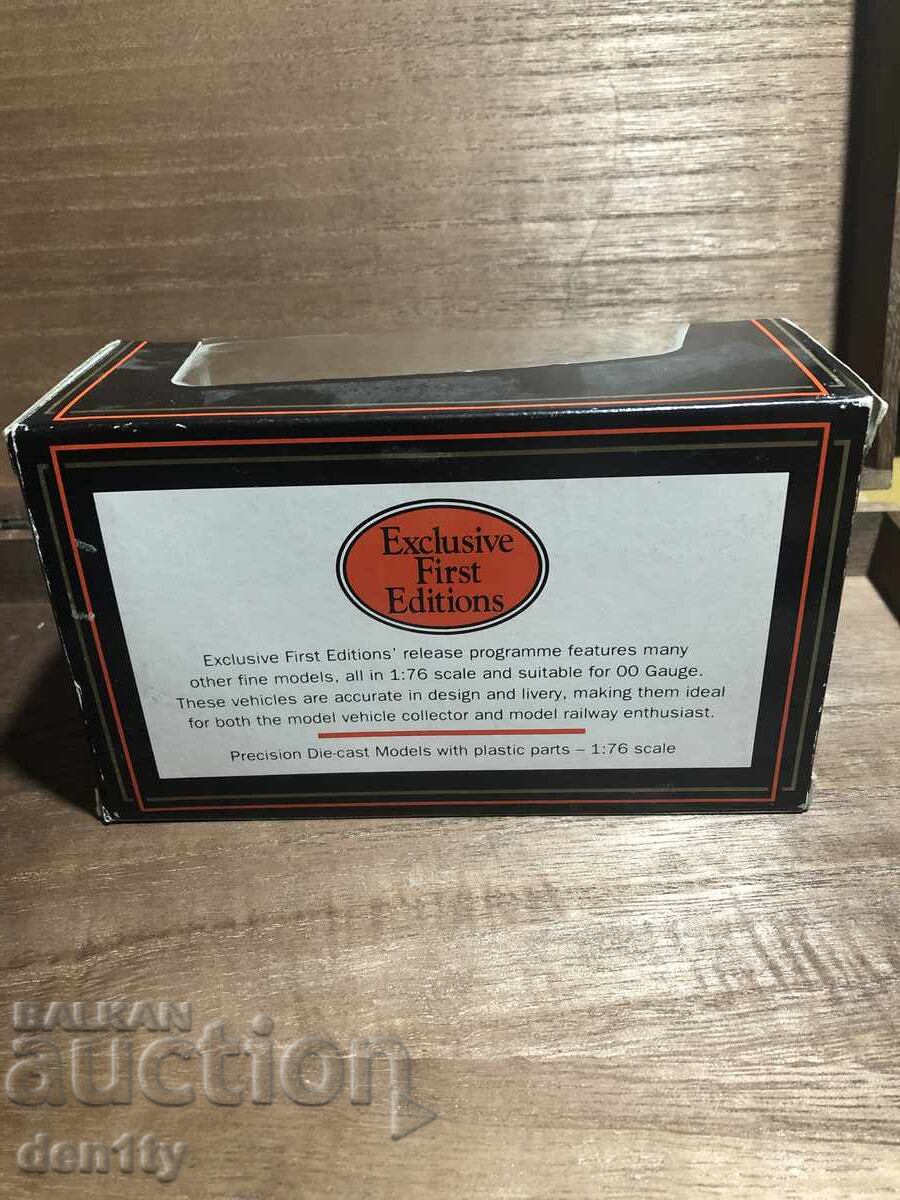 Exclusive
First
Editions
Exclusive First Editions' release programme features many
other fine models, all in 1:76 scale and suitable for 00 Gauge.
These vehicles are accurate in design and livery, making them ideal
for both the model vehicle collector and model railway enthusiast.
Precision Die-cast Models with plastic parts – 1:76 scale
BALKAN
auction
den1ty